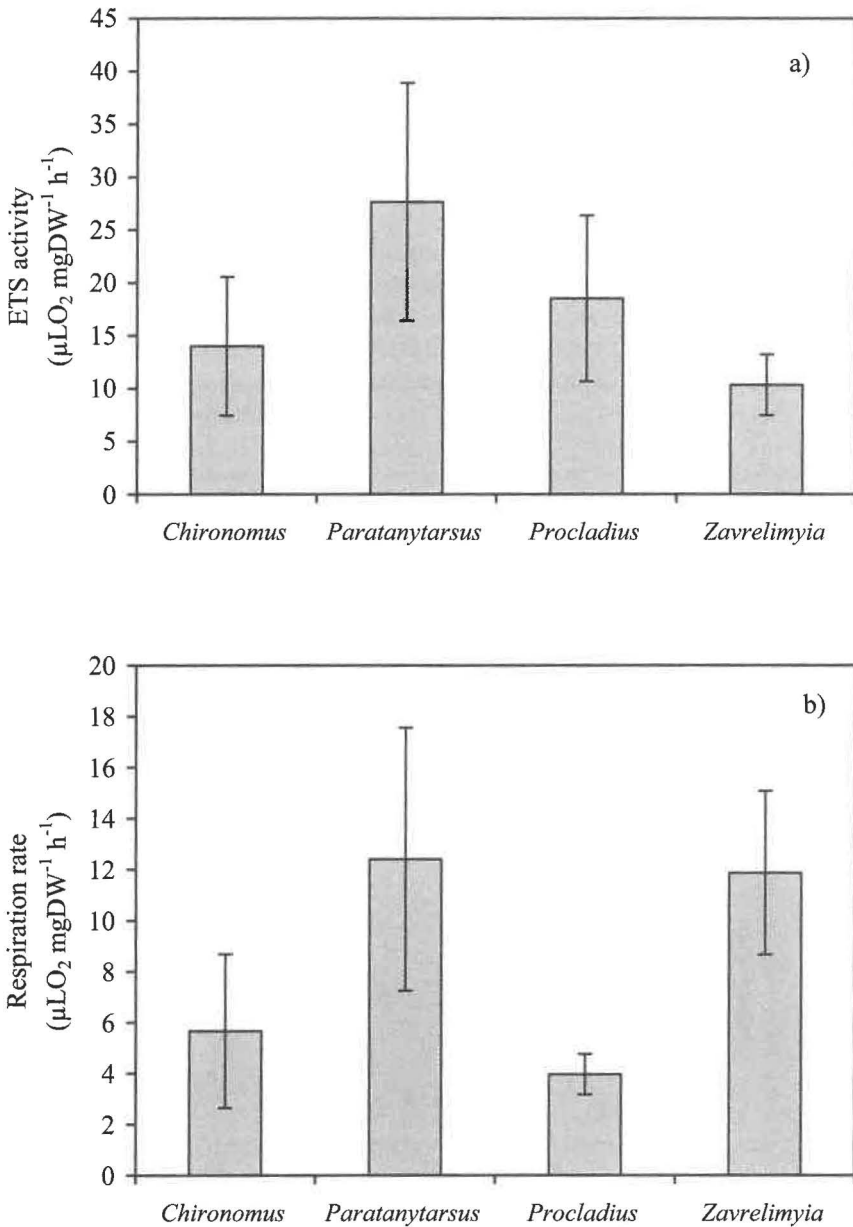 45
40
35
30
25
20
15
10
5
0
ETS activity
(µLO₂ mgDW⁻¹ h⁻¹)
a)
Chironomus Paratanytarsus Procladius Zavrelimyia
20
18
16
14
12
10
8
6
4
2
0
Respiration rate
(µLO₂ mgDW⁻¹ h⁻¹)
b)
Chironomus Paratanytarsus Procladius Zavrelimyia